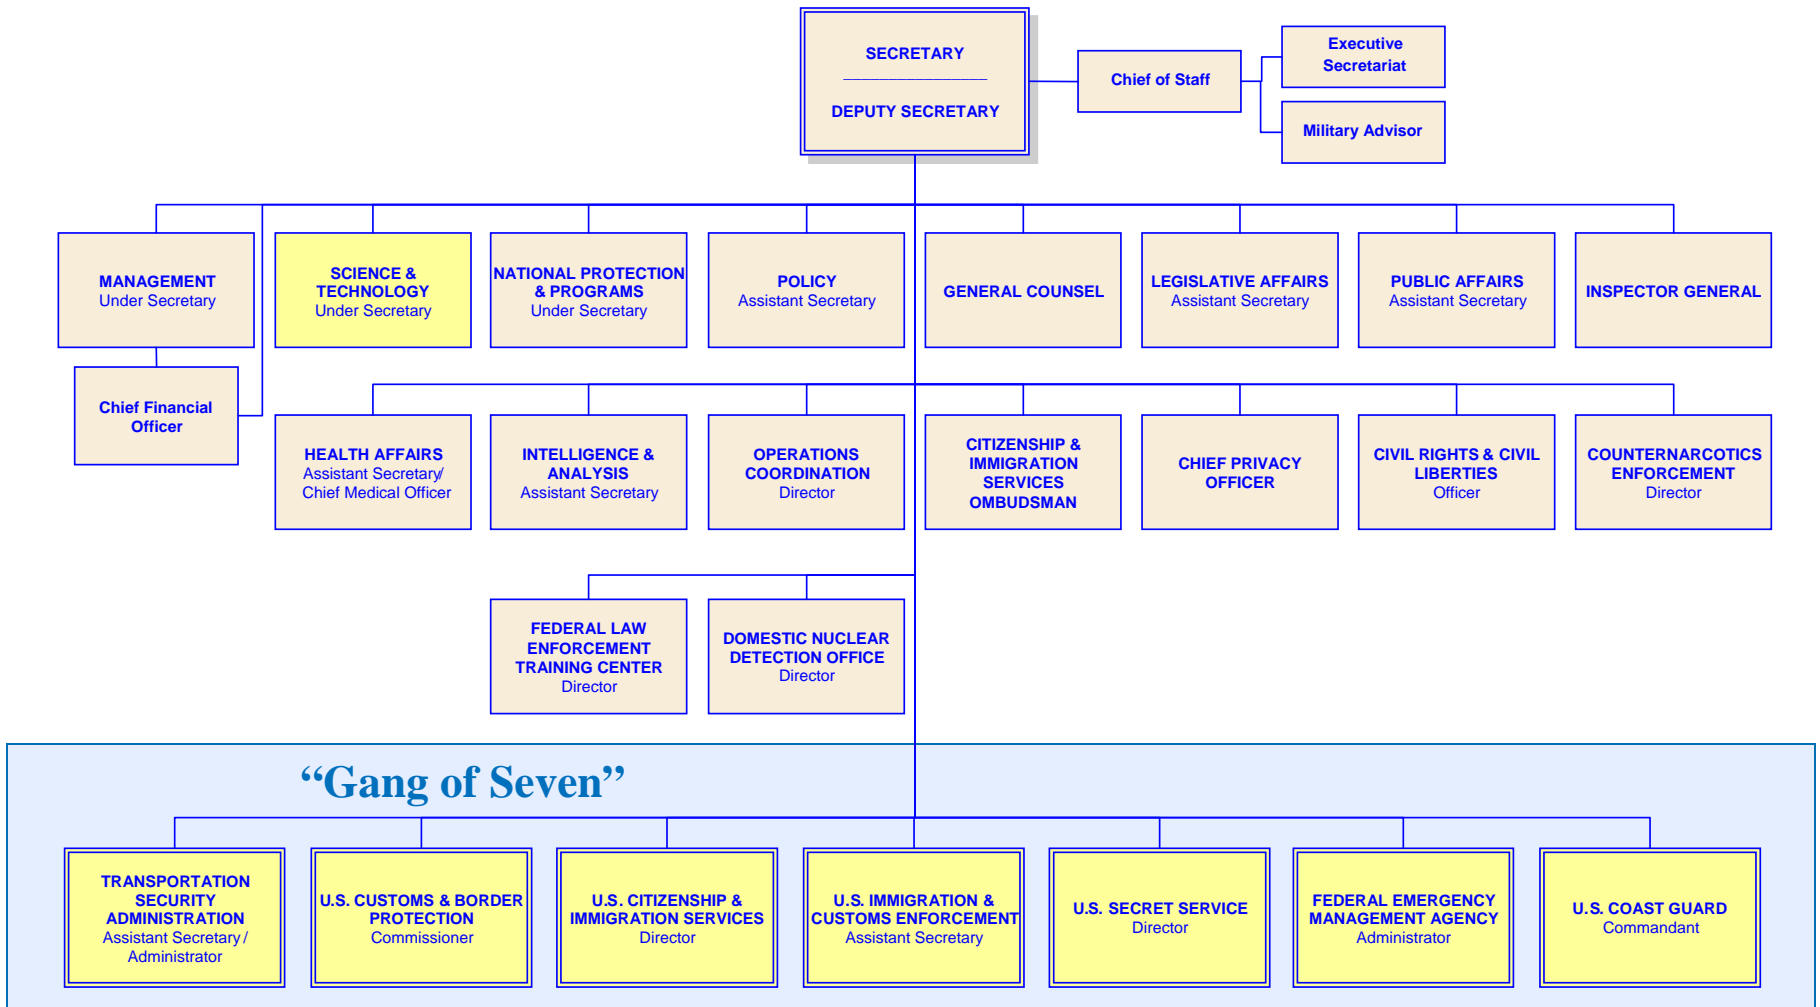 SECRETARY
DEPUTY SECRETARY
Chief of Staff
Executive
Secretariat
Military Advisor
MANAGEMENT
Under Secretary
SCIENCE &
TECHNOLOGY
Under Secretary
NATIONAL PROTECTION
& PROGRAMS
Under Secretary
POLICY
Assistant Secretary
GENERAL COUNSEL
LEGISLATIVE AFFAIRS
Assistant Secretary
PUBLIC AFFAIRS
Assistant Secretary
INSPECTOR GENERAL
Chief Financial
Officer
HEALTH AFFAIRS
Assistant Secretary/
Chief Medical Officer
INTELLIGENCE &
ANALYSIS
Assistant Secretary
OPERATIONS
COORDINATION
Director
CITIZENSHIP &
IMMIGRATION
SERVICES
OMBUDSMAN
CHIEF PRIVACY
OFFICER
CIVIL RIGHTS & CIVIL
LIBERTIES
Officer
COUNTERNARCOTICS
ENFORCEMENT
Director
FEDERAL LAW
ENFORCEMENT
TRAINING CENTER
Director
DOMESTIC NUCLEAR
DETECTION OFFICE
Director
“Gang of Seven”
TRANSPORTATION
SECURITY
ADMINISTRATION
Assistant Secretary /
Administrator
U.S. CUSTOMS & BORDER
PROTECTION
Commissioner
U.S. CITIZENSHIP &
IMMIGRATION SERVICES
Director
U.S. IMMIGRATION &
CUSTOMS ENFORCEMENT
Assistant Secretary
U.S. SECRET SERVICE
Director
FEDERAL EMERGENCY
MANAGEMENT AGENCY
Administrator
U.S. COAST GUARD
Commandant